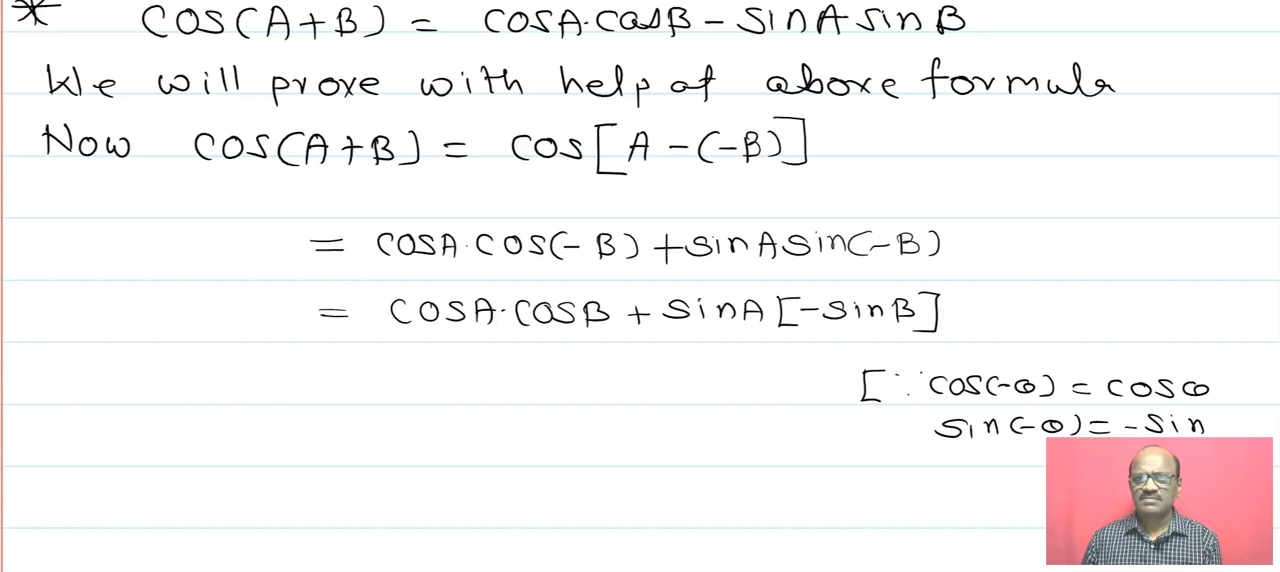 * cos(A+B) = cosA·cosB - sinA sinB
We will prove with help of above formula
Now cos(A+B) = cos[A-(-B)]
= cosA·cos(-B) + sinA sin(-B)
= cosA·cosB + sinA[-sinB]
[∵ cos(-θ) = cosθ
sin(-θ) = -sin